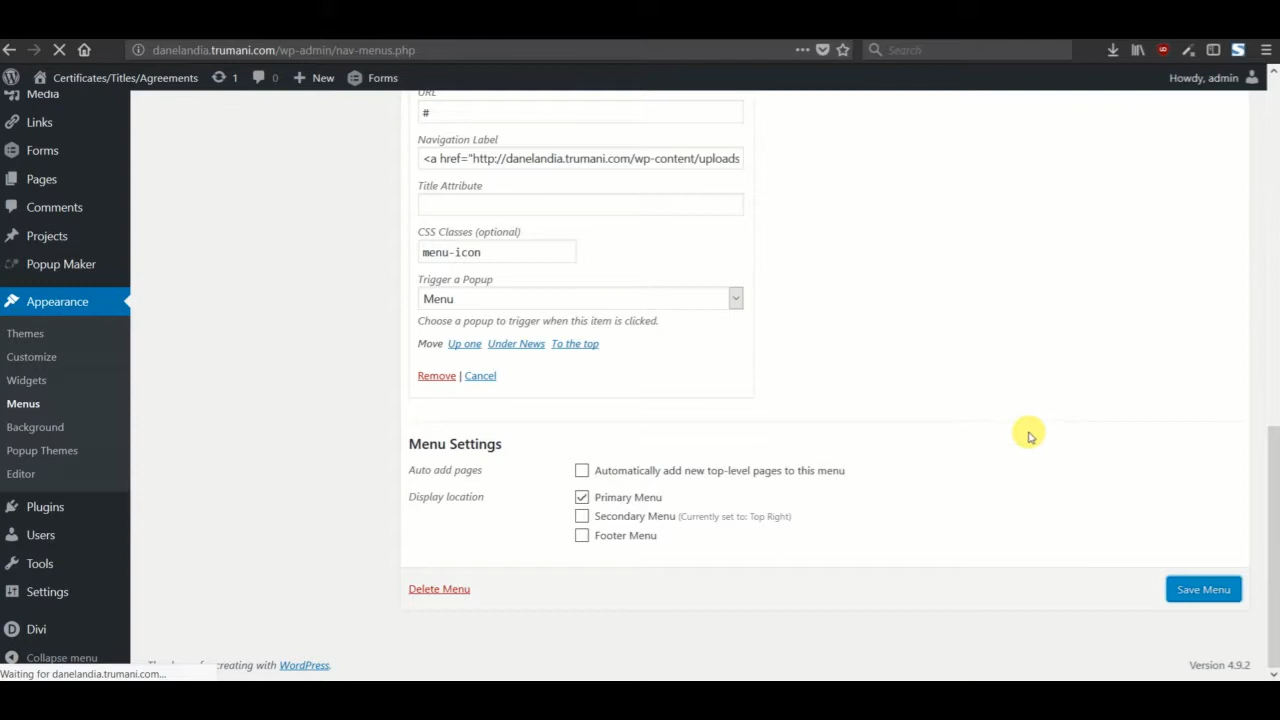 danelandia.trumani.com/wp-admin/nav-menus.php
Search
Certificates/Titles/Agreements
1
0
New
Forms
Howdy, admin
Media
Links
Forms
Pages
Comments
Projects
Popup Maker
Appearance
Themes
Customize
Widgets
Menus
Background
Popup Themes
Editor
Plugins
Users
Tools
Settings
Divi
Collapse menu
URL
#
Navigation Label
<a href="http://danelandia.trumani.com/wp-content/uploads
Title Attribute
CSS Classes (optional)
menu-icon
Trigger a Popup
Menu
Choose a popup to trigger when this item is clicked.
Move Up one Under News To the top
Remove | Cancel
Menu Settings
Auto add pages
Automatically add new top-level pages to this menu
Display location
Primary Menu
Secondary Menu (Currently set to: Top Right)
Footer Menu
Delete Menu
Save Menu
creating with WordPress.
Version 4.9.2
Waiting for danelandia.trumani.com...